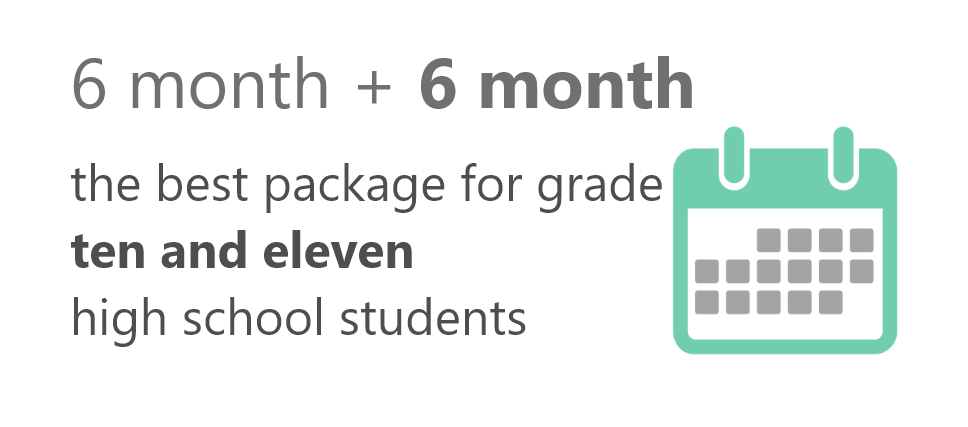 6 month + 6 month
the best package for grade
ten and eleven
high school students